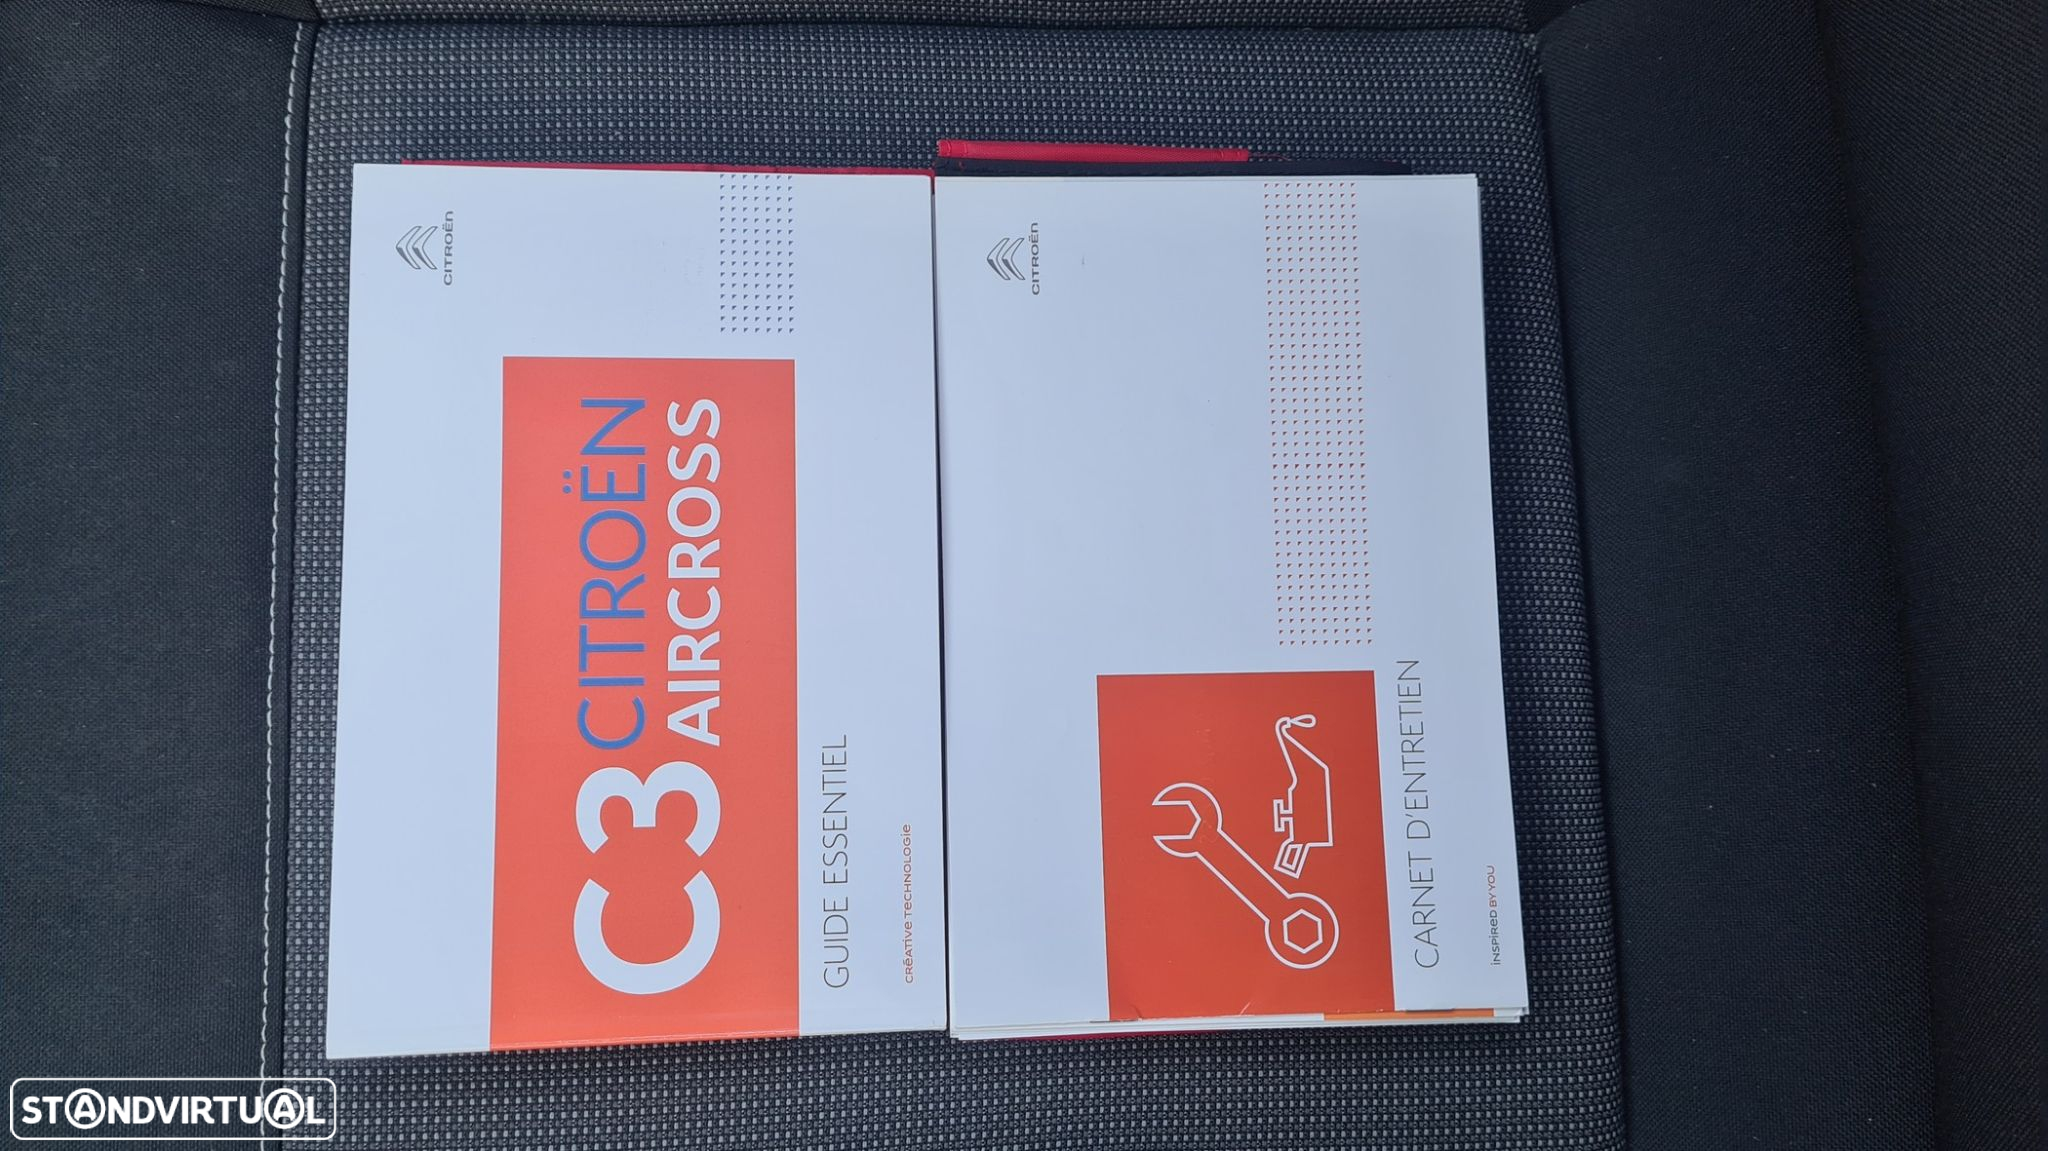 CITROËN
C3 CITROËN
AIRCROSS
GUIDE ESSENTIEL
CRÉATIVE TECHNOLOGIE
CITROËN
CARNET D'ENTRETIEN
INSPIRED BY YOU
STANDVIRTUAL